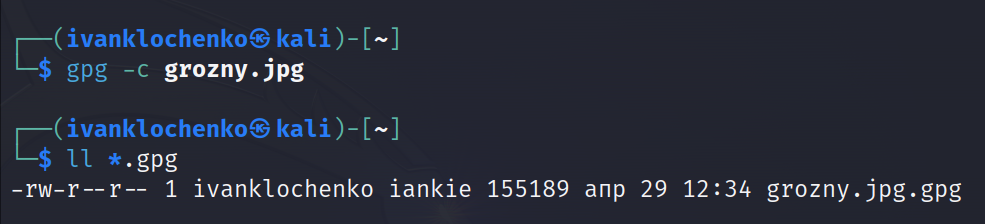 ┌──(ivanklochenko㉿kali)-[~]
└─$ gpg -c grozny.jpg
┌──(ivanklochenko㉿kali)-[~]
└─$ ll *.gpg
-rw-r--r-- 1 ivanklochenko iankie 155189 апр 29 12:34 grozny.jpg.gpg